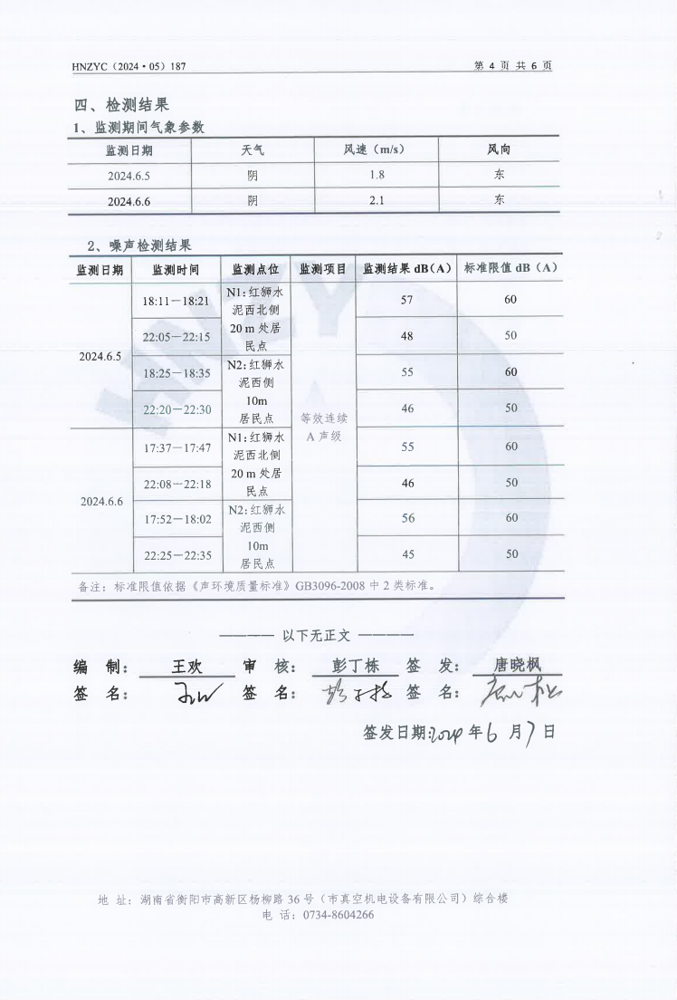 HNZYC（2024·05）187 第 4 页 共 6 页
四、检测结果
1、监测期间气象参数
监测日期 天气 风速（m/s） 风向
2024.6.5 阴 1.8 东
2024.6.6 阴 2.1 东
2、噪声检测结果
监测日期 监测时间 监测点位 监测项目 监测结果 dB(A) 标准限值 dB（A）
2024.6.5
18:11－18:21
N1:红狮水
泥西北侧
20 m 处居
民点
57 60
22:05－22:15 48 50
18:25－18:35
N2:红狮水
泥西侧
10m
居民点
55 60
22:20－22:30 46 50
等效连续
A 声级
2024.6.6
17:37－17:47
N1:红狮水
泥西北侧
20 m 处居
民点
55 60
22:08－22:18 46 50
17:52－18:02
N2:红狮水
泥西侧
10m
居民点
56 60
22:25－22:35 45 50
备注：标准限值依据《声环境质量标准》GB3096-2008 中 2 类标准。
———— 以下无正文 ————
编 制： 王欢 审 核： 彭丁栋 签 发： 唐晓枫
签 名： 签 名： 签 名：
签发日期:2024 年 6 月 7 日
地 址：湖南省衡阳市高新区杨柳路 36 号（市真空机电设备有限公司）综合楼
电 话：0734-8604266
HNZY